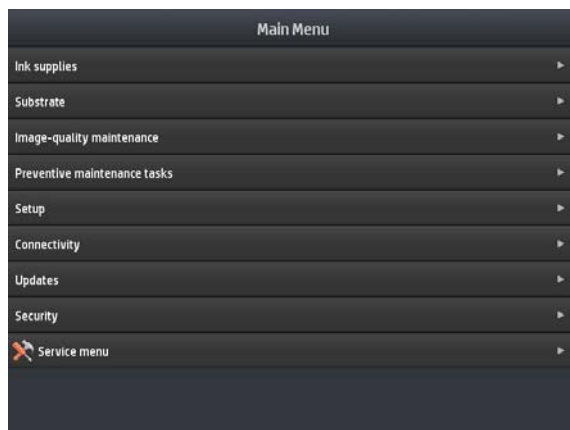 Main Menu
Ink supplies
Substrate
Image-quality maintenance
Preventive maintenance tasks
Setup
Connectivity
Updates
Security
Service menu